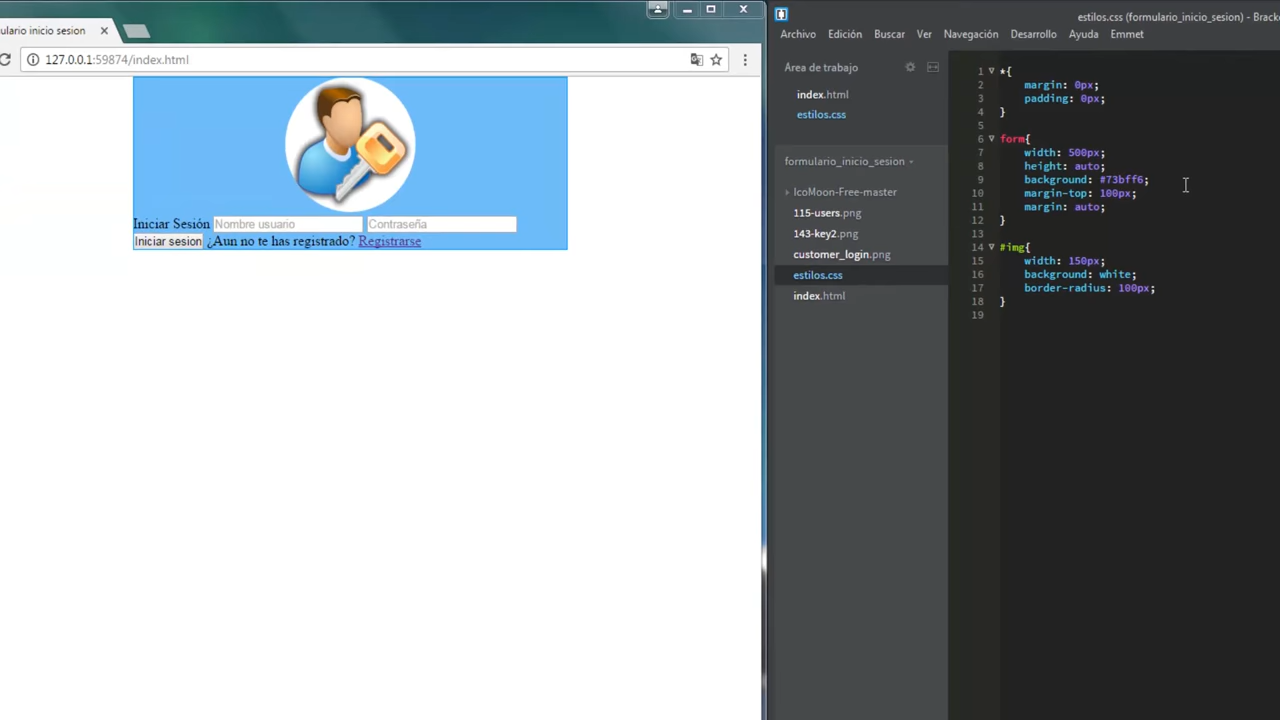 ulario inicio sesion
127.0.0.1:59874/index.html
Iniciar Sesión Nombre usuario Contraseña
Iniciar sesion ¿Aun no te has registrado? Registrarse
estilos.css (formulario_inicio_sesion) - Brack
Archivo Edición Buscar Ver Navegación Desarrollo Ayuda Emmet
Área de trabajo
index.html
estilos.css
formulario_inicio_sesion
IcoMoon-Free-master
115-users.png
143-key2.png
customer_login.png
estilos.css
index.html
1 *{
2 margin: 0px;
3 padding: 0px;
4 }
5
6 form{
7 width: 500px;
8 height: auto;
9 background: #73bff6;
10 margin-top: 100px;
11 margin: auto;
12 }
13
14 #img{
15 width: 150px;
16 background: white;
17 border-radius: 100px;
18 }
19